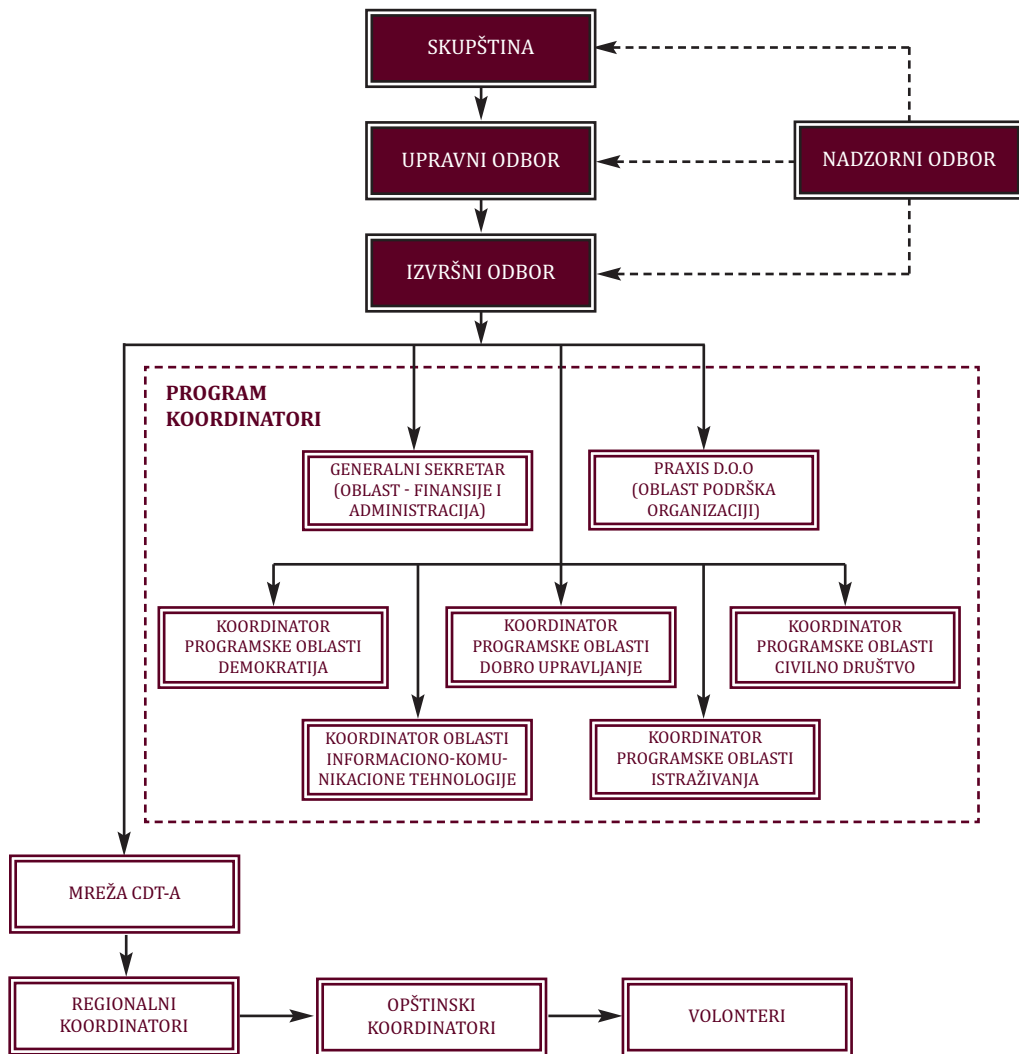 SKUPŠTINA
UPRAVNI ODBOR
NADZORNI ODBOR
IZVRŠNI ODBOR
PROGRAM
KOORDINATORI
GENERALNI SEKRETAR
(OBLAST - FINANSIJE I
ADMINISTRACIJA)
PRAXIS D.O.O
(OBLAST PODRŠKA
ORGANIZACIJI)
KOORDINATOR
PROGRAMSKE OBLASTI
DEMOKRATIJA
KOORDINATOR
PROGRAMSKE OBLASTI
DOBRO UPRAVLJANJE
KOORDINATOR
PROGRAMSKE OBLASTI
CIVILNO DRUŠTVO
KOORDINATOR OBLASTI
INFORMACIONO-KOMU-
NIKACIONE TEHNOLOGIJE
KOORDINATOR
PROGRAMSKE OBLASTI
ISTRAŽIVANJA
MREŽA CDT-A
REGIONALNI
KOORDINATORI
OPŠTINSKI
KOORDINATORI
VOLONTERI